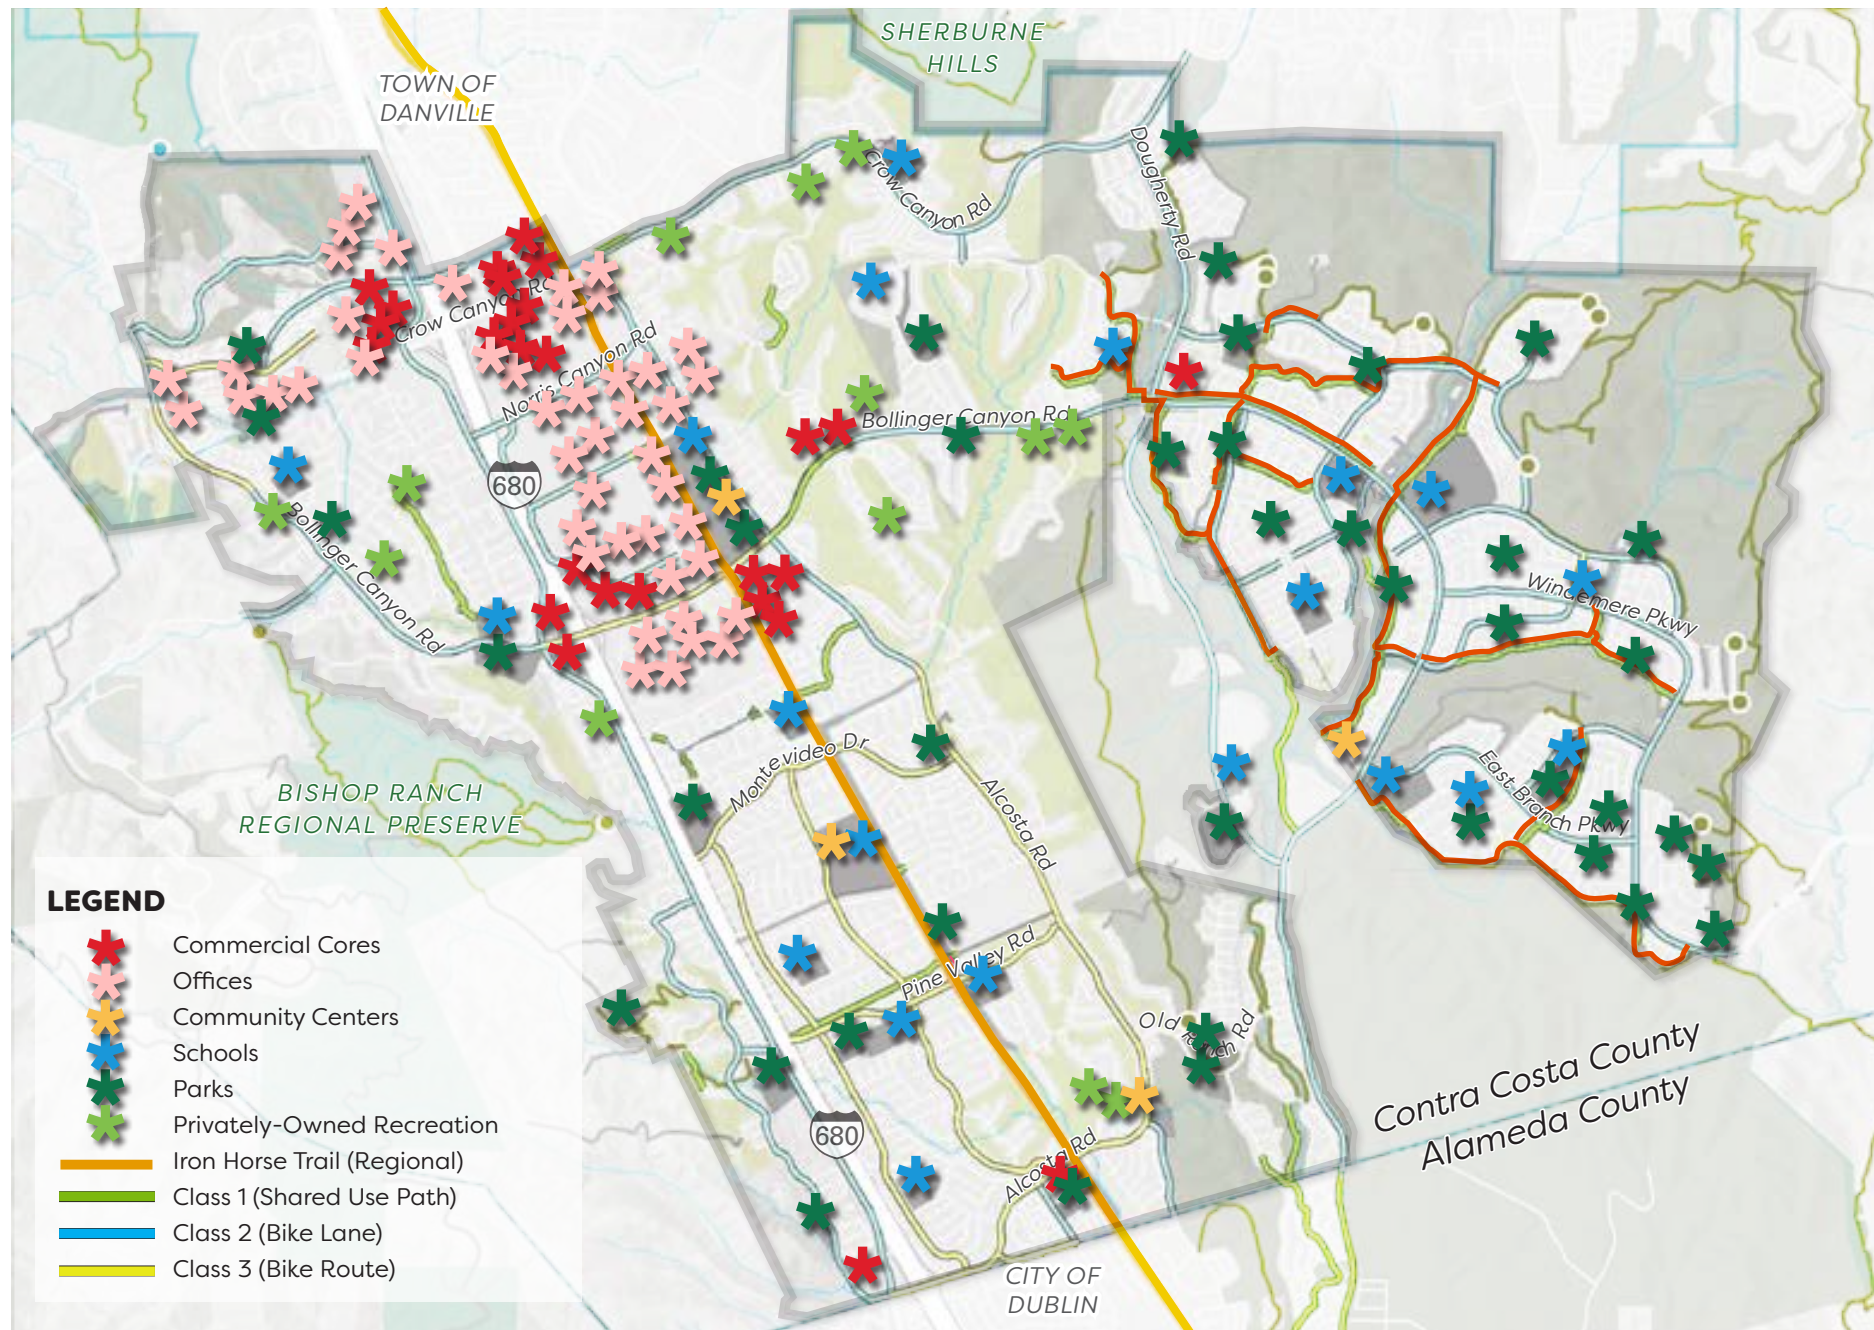 SHERBURNE
HILLS
TOWN OF
DANVILLE
Crow Canyon Rd
Dougherty Rd
Crow Canyon Rd
Norris Canyon Rd
Bollinger Canyon Rd
680
Bollinger Canyon Rd
Windemere Pkwy
Montevideo Dr
East Branch Pkwy
Alcosta Rd
BISHOP RANCH
REGIONAL PRESERVE
Pine Valley Rd
Old Ranch Rd
Contra Costa County
Alameda County
680
Alcosta Rd
CITY OF
DUBLIN
LEGEND
Commercial Cores
Offices
Community Centers
Schools
Parks
Privately-Owned Recreation
Iron Horse Trail (Regional)
Class 1 (Shared Use Path)
Class 2 (Bike Lane)
Class 3 (Bike Route)